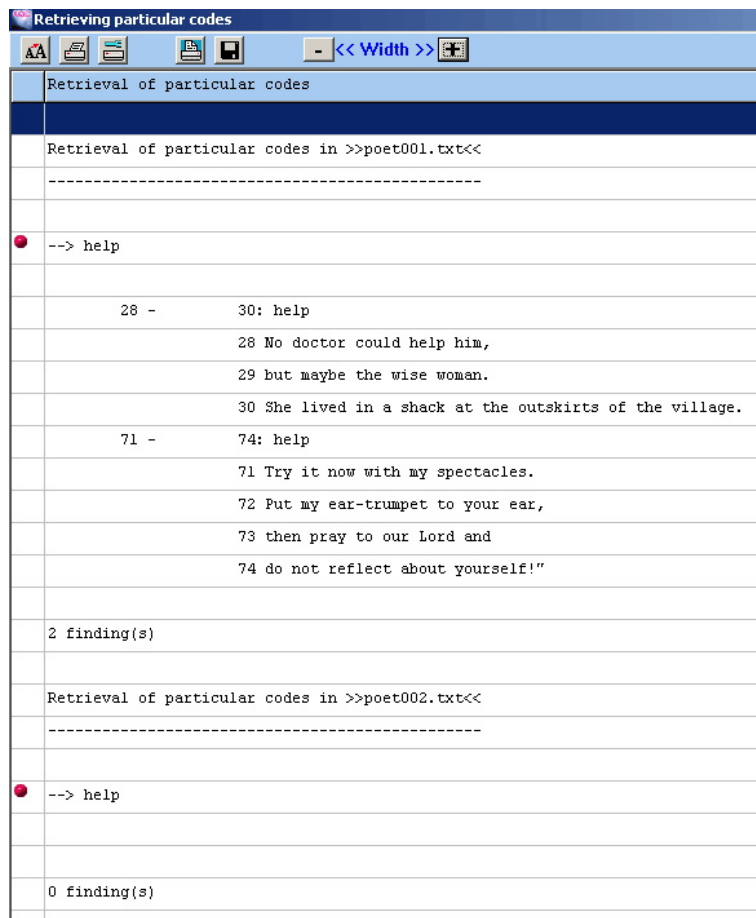 Retrieving particular codes
AA - << Width >> +
Retrieval of particular codes
Retrieval of particular codes in >>poet001.txt<<
------------------------------------------------
--> help
28 - 30: help
28 No doctor could help him,
29 but maybe the wise woman.
30 She lived in a shack at the outskirts of the village.
71 - 74: help
71 Try it now with my spectacles.
72 Put my ear-trumpet to your ear,
73 then pray to our Lord and
74 do not reflect about yourself!"
2 finding(s)
Retrieval of particular codes in >>poet002.txt<<
------------------------------------------------
--> help
0 finding(s)